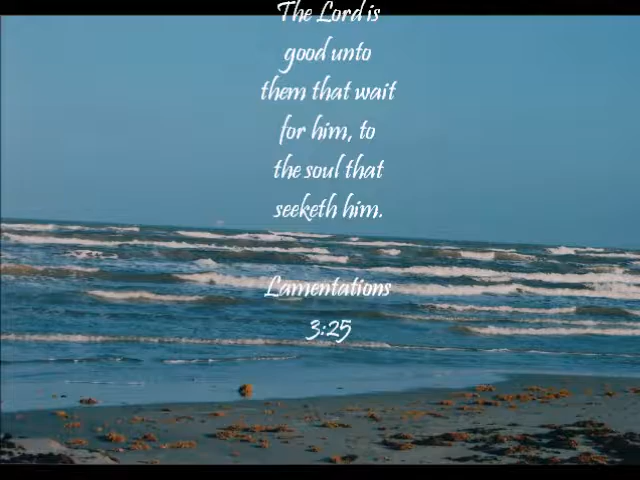 The Lord is
good unto
them that wait
for him, to
the soul that
seeketh him.
Lamentations
3:25